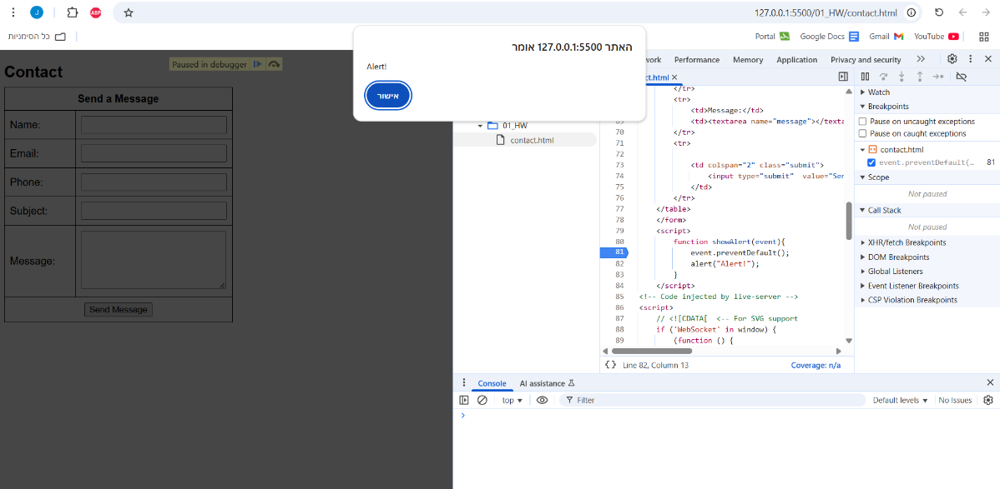 J
ABP
127.0.0.1:5500/01_HW/contact.html
כל הסימניות
Portal
Google Docs
Gmail
YouTube
האתר 127.0.0.1:5500 אומר
Alert!
אישור
Paused in debugger
Contact
Send a Message
Name:
Email:
Phone:
Subject:
Message:
Send Message
work
Performance
Memory
Application
Privacy and security
ct.html
01_HW
contact.html
</tr>
<tr>
<td>Message:</td>
69 <td><textarea name="message"></texta
70 </tr>
71 <tr>
72
73 <td colspan="2" class="submit">
74 <input type="submit" value="Ser
75 </td>
76 </tr>
77 </table>
78 </form>
79 <script>
80 function showAlert(event){
81 event.preventDefault();
82 alert("Alert!");
83 }
84 </script>
85 <!-- Code injected by live-server -->
86 <script>
87 // <![CDATA[ <-- For SVG support
88 if ('WebSocket' in window) {
89 (function () {
{} Line 82, Column 13
Coverage: n/a
Watch
Breakpoints
Pause on uncaught exceptions
Pause on caught exceptions
contact.html
event.preventDefault(… 81
Scope
Not paused
Call Stack
Not paused
XHR/fetch Breakpoints
DOM Breakpoints
Global Listeners
Event Listener Breakpoints
CSP Violation Breakpoints
Console
AI assistance
top
Filter
Default levels
No Issues